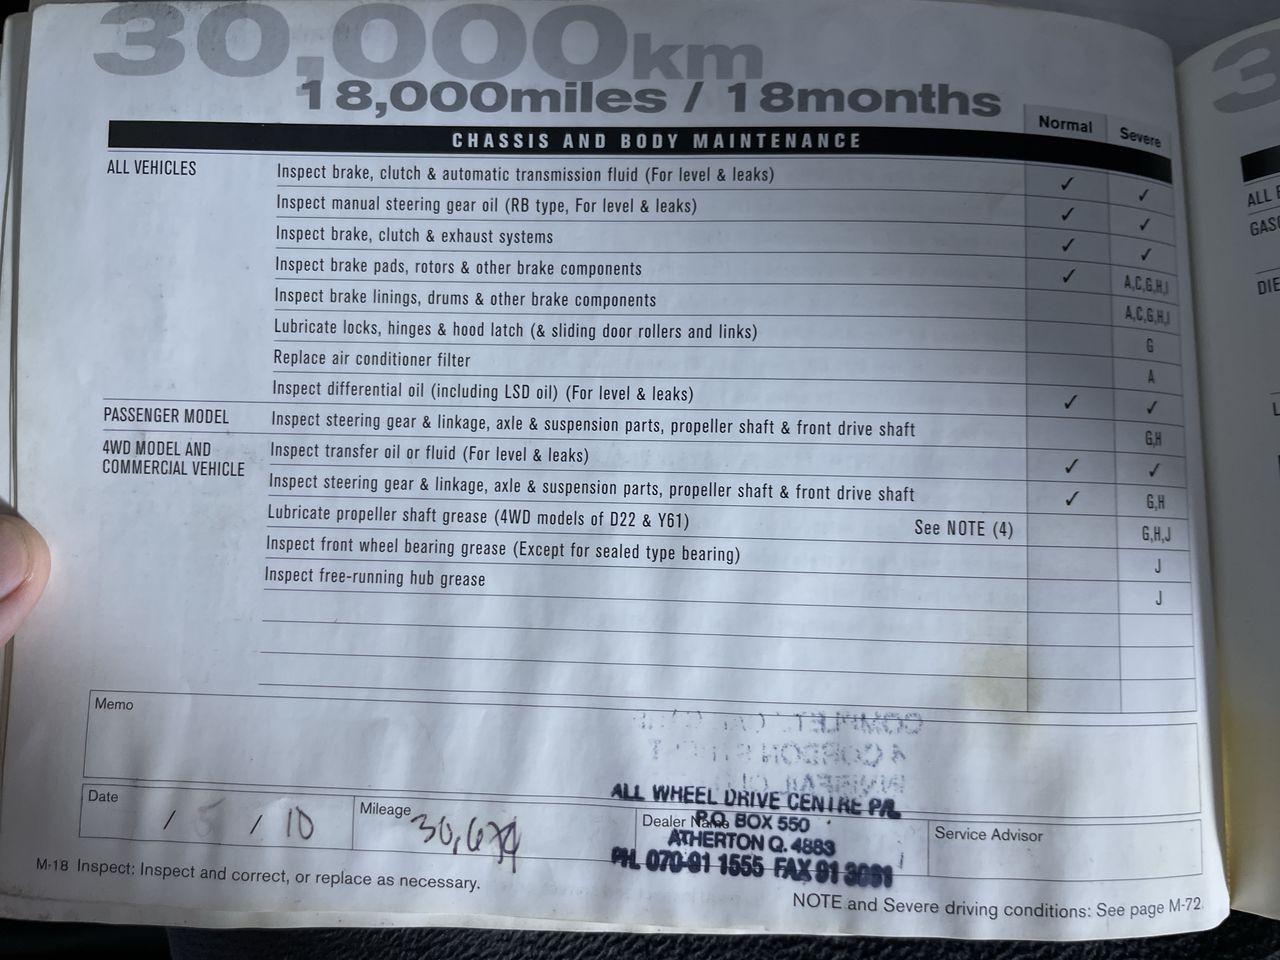 30,000km
18,000miles / 18months
Normal Severe
CHASSIS AND BODY MAINTENANCE
ALL VEHICLES Inspect brake, clutch & automatic transmission fluid (For level & leaks) ✓ ✓
Inspect manual steering gear oil (RB type, For level & leaks) ✓ ✓
Inspect brake, clutch & exhaust systems ✓ ✓
Inspect brake pads, rotors & other brake components ✓ A,C,G,H,I
Inspect brake linings, drums & other brake components A,C,G,H,I
Lubricate locks, hinges & hood latch (& sliding door rollers and links) G
Replace air conditioner filter A
Inspect differential oil (including LSD oil) (For level & leaks) ✓ ✓
PASSENGER MODEL Inspect steering gear & linkage, axle & suspension parts, propeller shaft & front drive shaft G,H
4WD MODEL AND
COMMERCIAL VEHICLE
Inspect transfer oil or fluid (For level & leaks) ✓ ✓
Inspect steering gear & linkage, axle & suspension parts, propeller shaft & front drive shaft ✓ G,H
Lubricate propeller shaft grease (4WD models of D22 & Y61) See NOTE (4) G,H,J
Inspect front wheel bearing grease (Except for sealed type bearing) J
Inspect free-running hub grease J
Memo
Date / 5 / 10
Mileage 30,679
Dealer Name
ALL WHEEL DRIVE CENTRE P/L
P.O. BOX 550
ATHERTON Q. 4883
PH. 070-91 1555 FAX 91 3091
Service Advisor
M-18 Inspect: Inspect and correct, or replace as necessary.
NOTE and Severe driving conditions: See page M-72
3
ALL
GAS
DIE